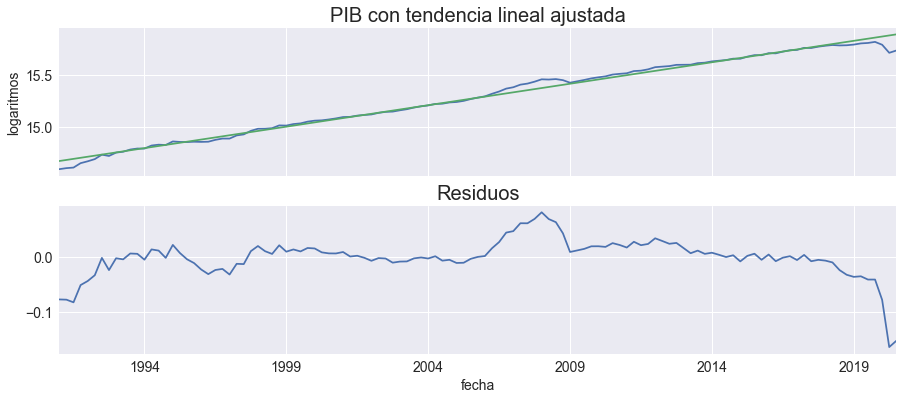 PIB con tendencia lineal ajustada
logaritmos
15.5
15.0
Residuos
0.0
−0.1
1994 1999 2004 2009 2014 2019
fecha